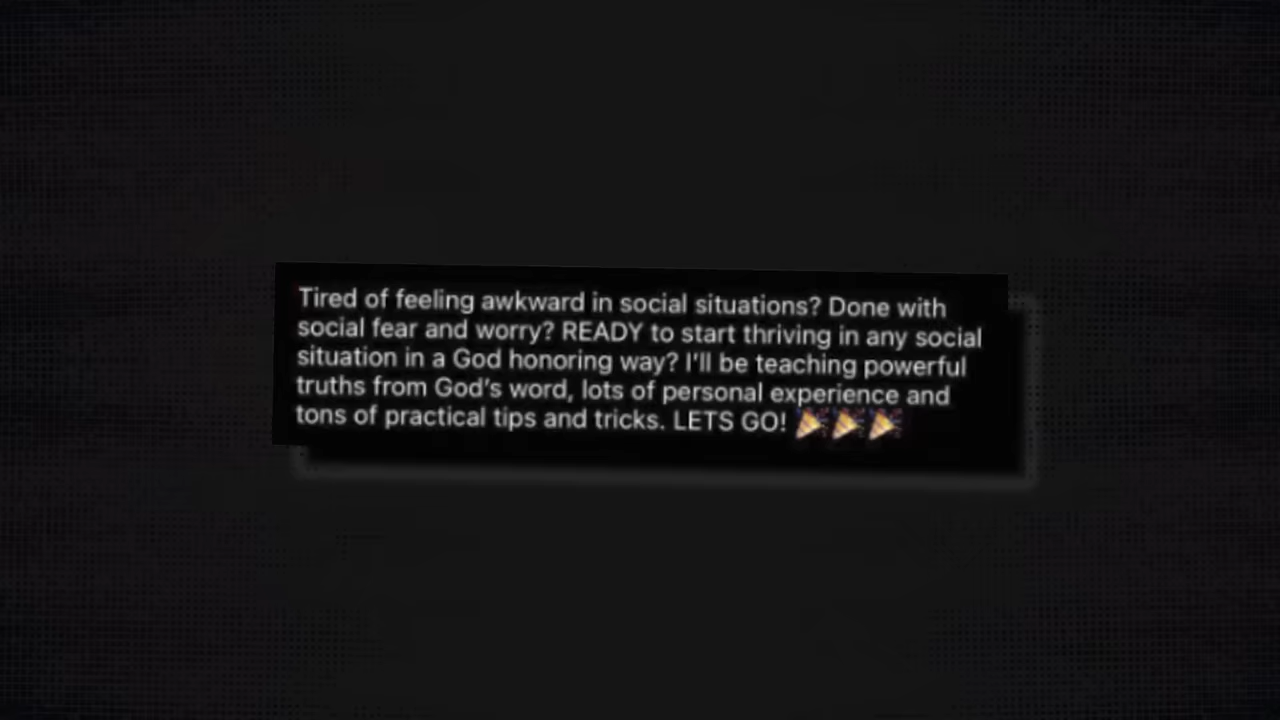 Tired of feeling awkward in social situations? Done with
social fear and worry? READY to start thriving in any social
situation in a God honoring way? I'll be teaching powerful
truths from God's word, lots of personal experience and
tons of practical tips and tricks. LETS GO! 🎉🎉🎉